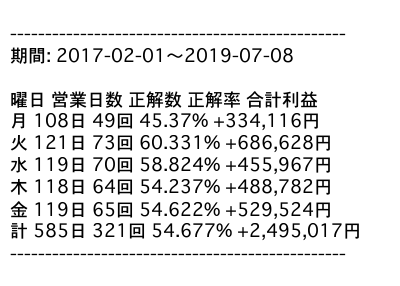 ------------------------------------------------
期間: 2017-02-01〜2019-07-08
曜日 営業日数 正解数 正解率 合計利益
月 108日 49回 45.37% +334,116円
火 121日 73回 60.331% +686,628円
水 119日 70回 58.824% +455,967円
木 118日 64回 54.237% +488,782円
金 119日 65回 54.622% +529,524円
計 585日 321回 54.677% +2,495,017円
------------------------------------------------